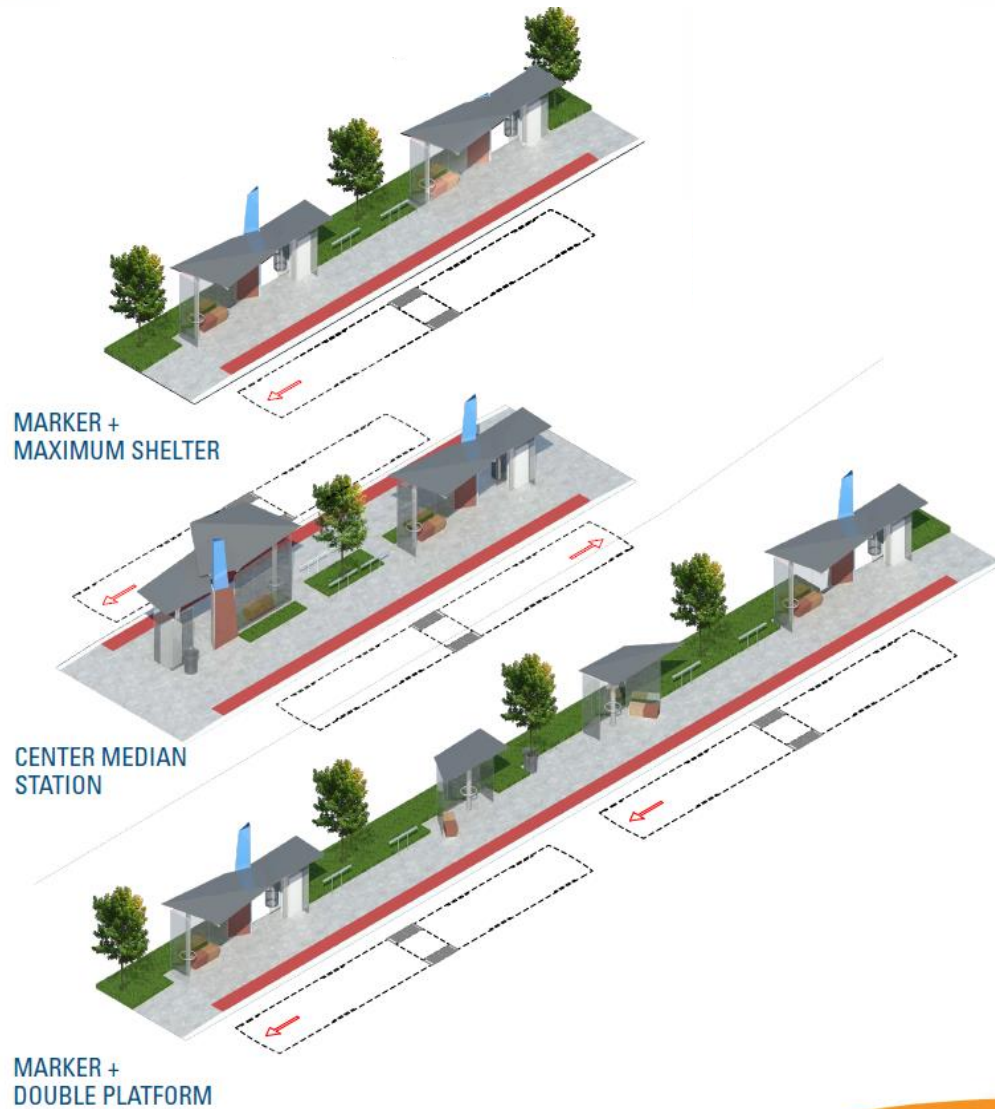 MARKER +
MAXIMUM SHELTER
CENTER MEDIAN
STATION
MARKER +
DOUBLE PLATFORM